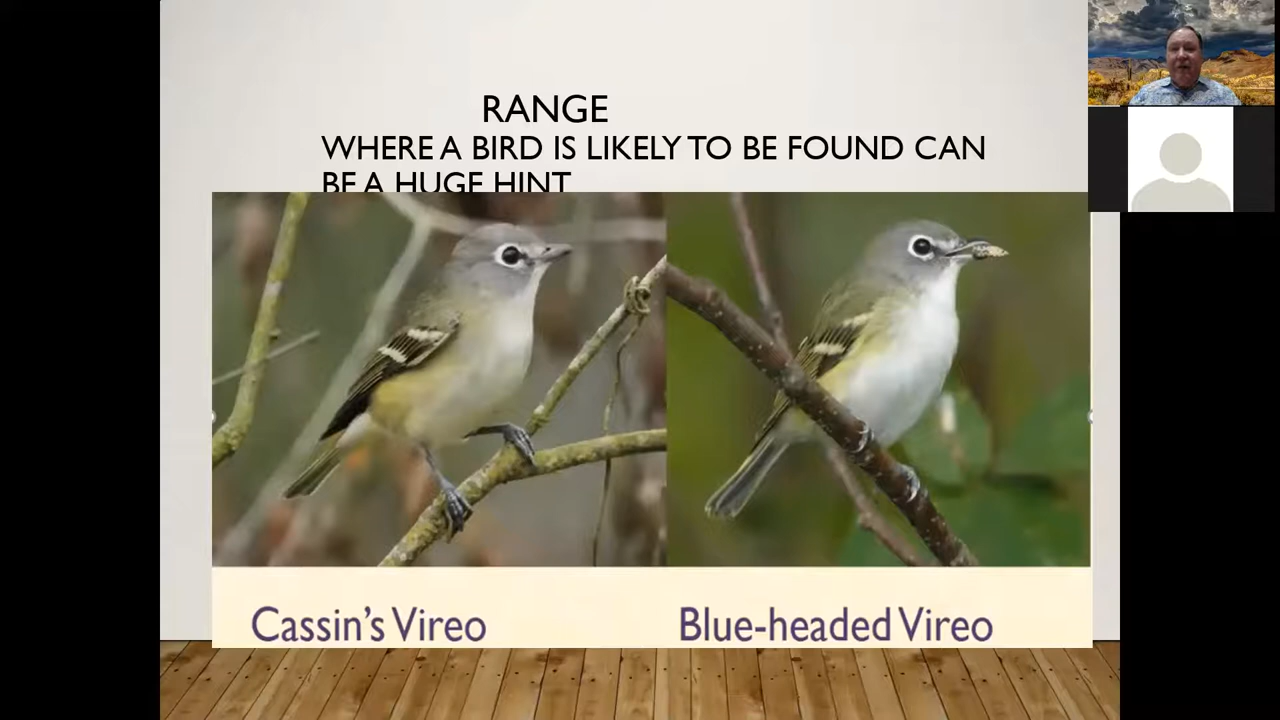 RANGE
WHERE A BIRD IS LIKELY TO BE FOUND CAN
BE A HUGE HINT
Cassin's Vireo
Blue-headed Vireo